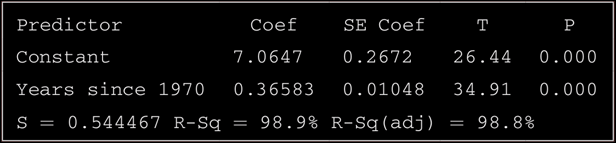 Predictor Coef SE Coef T P
Constant 7.0647 0.2672 26.44 0.000
Years since 1970 0.36583 0.01048 34.91 0.000
S = 0.544467 R-Sq = 98.9% R-Sq(adj) = 98.8%